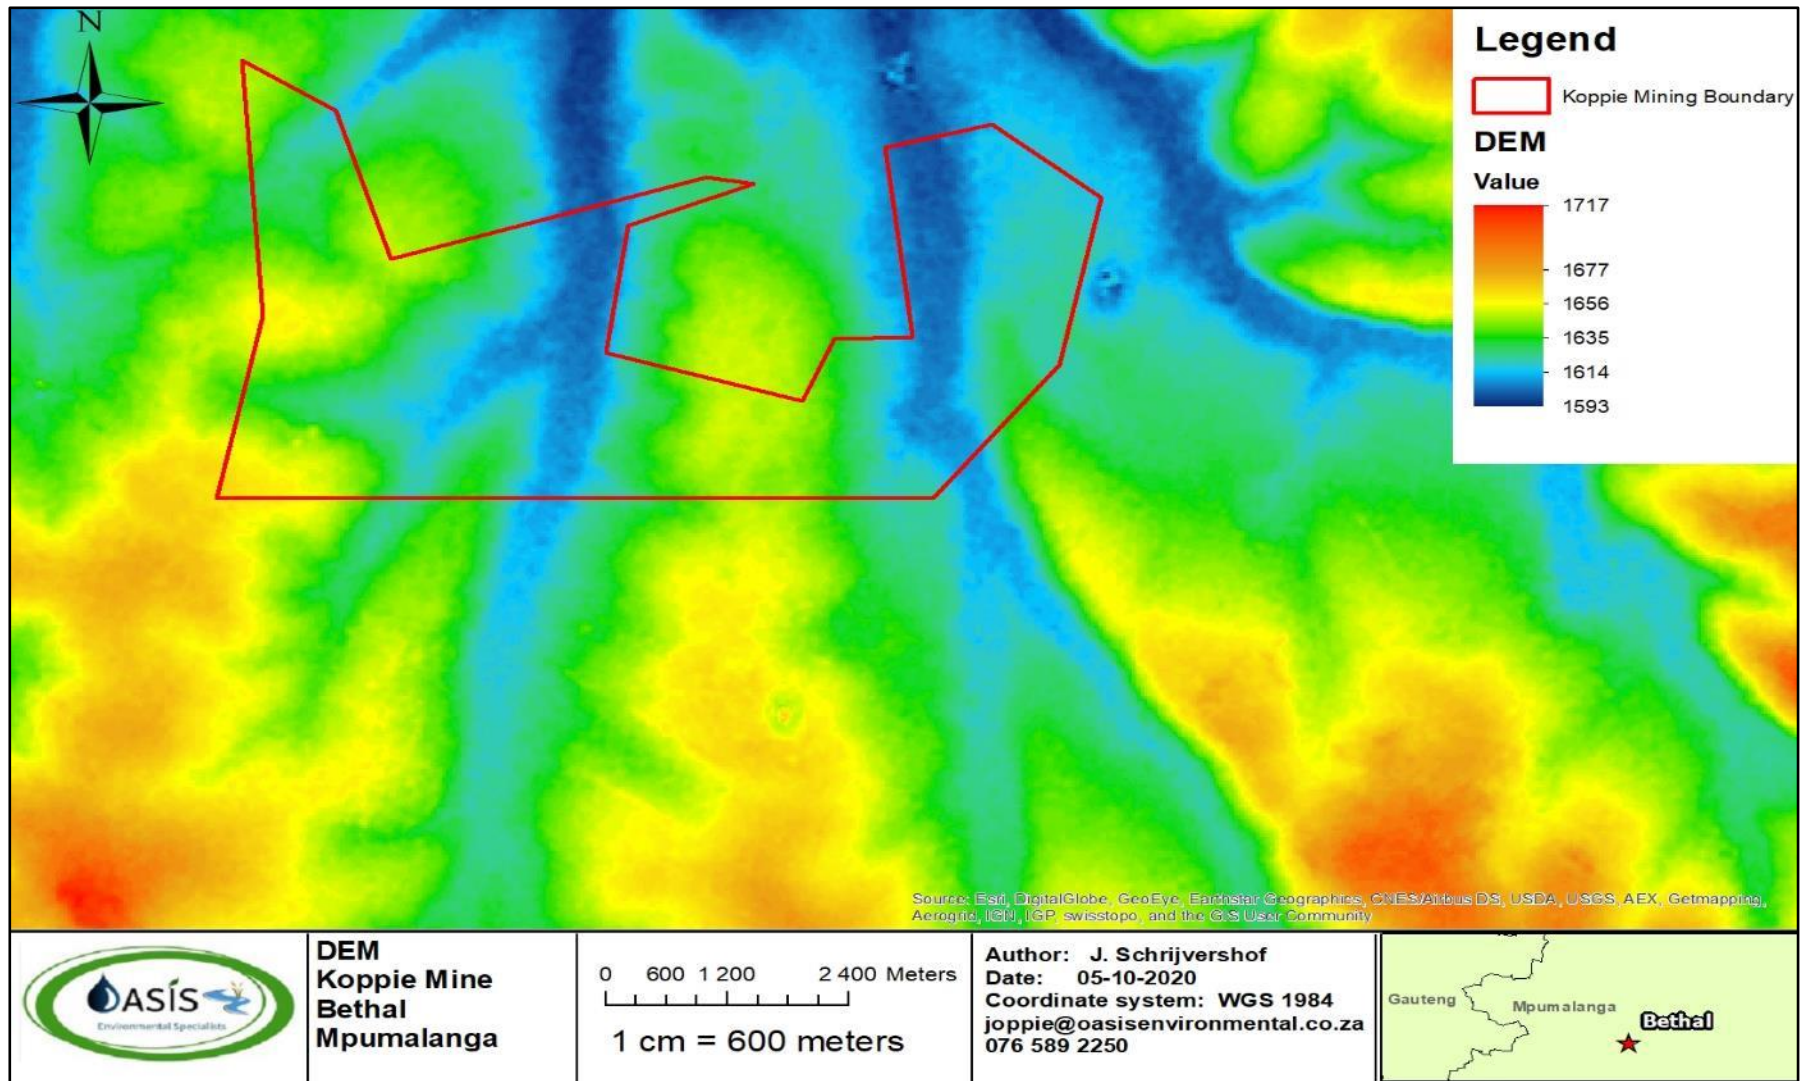 N
Legend
Koppie Mining Boundary
DEM
Value
1717
1677
1656
1635
1614
1593
Source: Esri, DigitalGlobe, GeoEye, Earthstar Geographics, CNES/Airbus DS, USDA, USGS, AEX, Getmapping,
Aerogrid, IGN, IGP, swisstopo, and the GIS User Community
OASIS
Environmental Specialists
DEM
Koppie Mine
Bethal
Mpumalanga
0 600 1 200 2 400 Meters
1 cm = 600 meters
Author: J. Schrijvershof
Date: 05-10-2020
Coordinate system: WGS 1984
joppie@oasisenvironmental.co.za
076 589 2250
Gauteng
Mpumalanga
Bethal